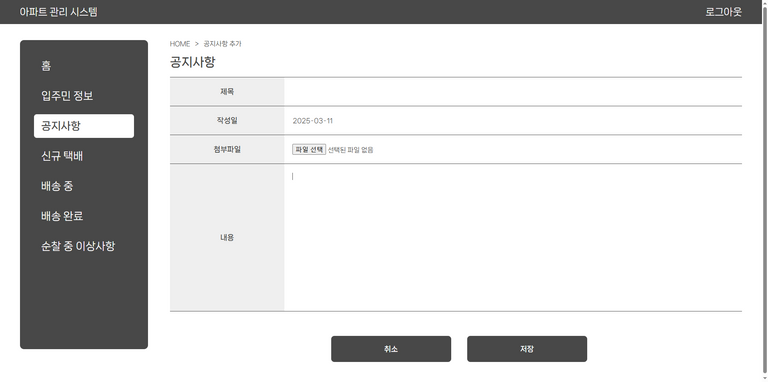 아파트 관리 시스템
로그아웃
홈
입주민 정보
공지사항
신규 택배
배송 중
배송 완료
순찰 중 이상사항
HOME > 공지사항 추가
공지사항
제목
작성일 2025-03-11
첨부파일 파일 선택 선택된 파일 없음
내용
취소 저장